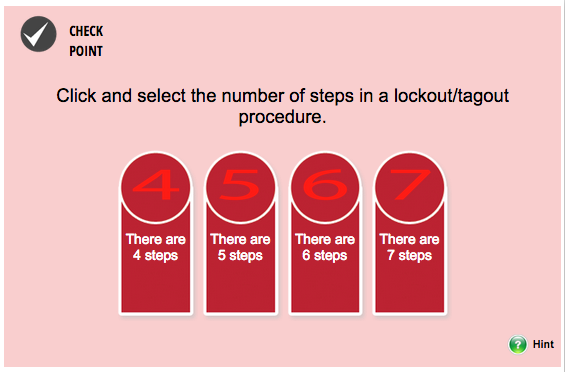 CHECK
POINT
Click and select the number of steps in a lockout/tagout
procedure.
4 5 6 7
There are
4 steps
There are
5 steps
There are
6 steps
There are
7 steps
Hint